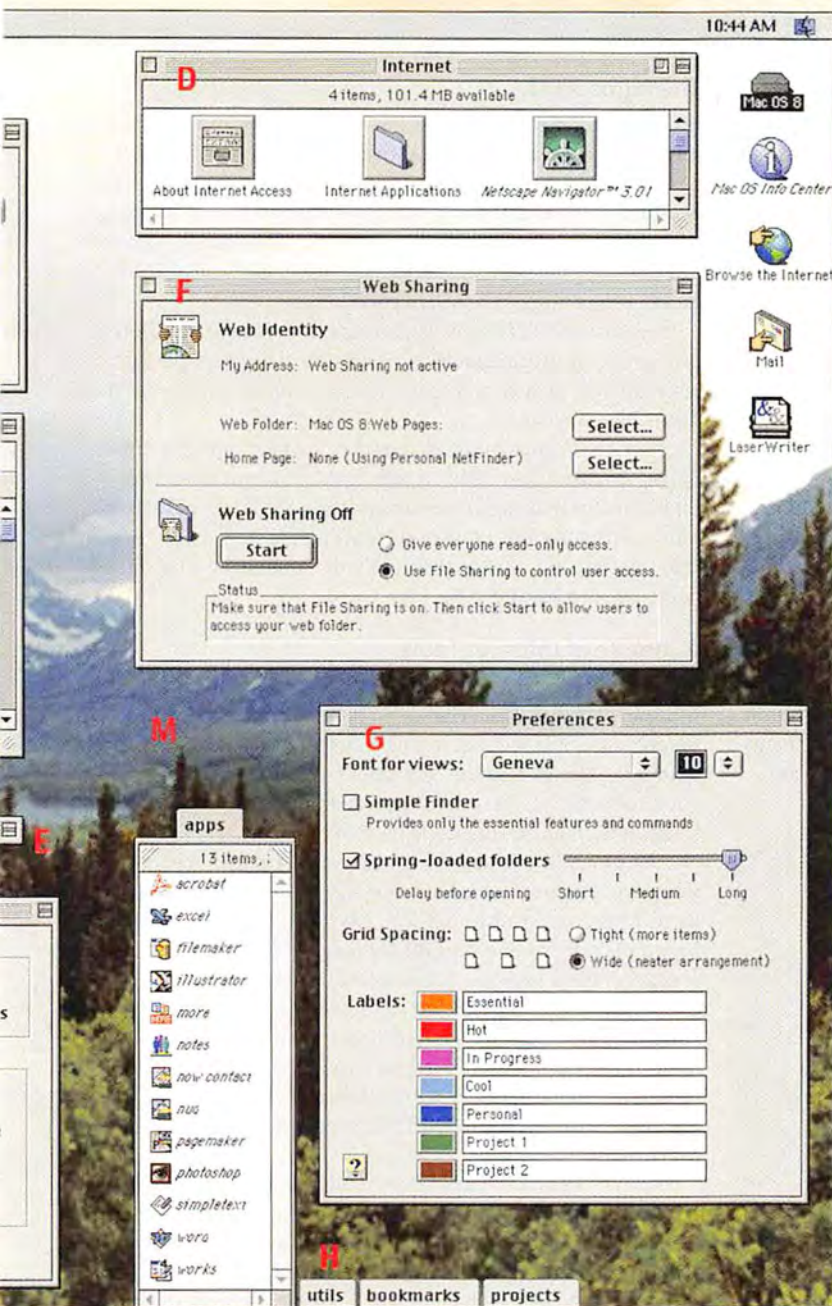 10:44 AM
D
Internet
4 items, 101.4 MB available
About Internet Access
Internet Applications
Netscape Navigator™ 3.01
Mac OS 8
Mac OS Info Center
Browse the Internet
Mail
LaserWriter
F
Web Sharing
Web Identity
My Address: Web Sharing not active
Web Folder: Mac OS 8:Web Pages:
Select...
Home Page: None (Using Personal NetFinder)
Select...
Web Sharing Off
Start
Give everyone read-only access.
Use File Sharing to control user access.
Status
Make sure that File Sharing is on. Then click Start to allow users to
access your web folder.
M
E
s
apps
13 items,
acrobat
excel
filemaker
illustrator
more
notes
now contact
nud
pagemaker
photoshop
simpletext
word
works
G
Preferences
Font for views: Geneva 10
Simple Finder
Provides only the essential features and commands
Spring-loaded folders
Delay before opening Short Medium Long
Grid Spacing: Tight (more items)
Wide (neater arrangement)
Labels: Essential
Hot
In Progress
Cool
Personal
Project 1
Project 2
?
H
utils bookmarks projects